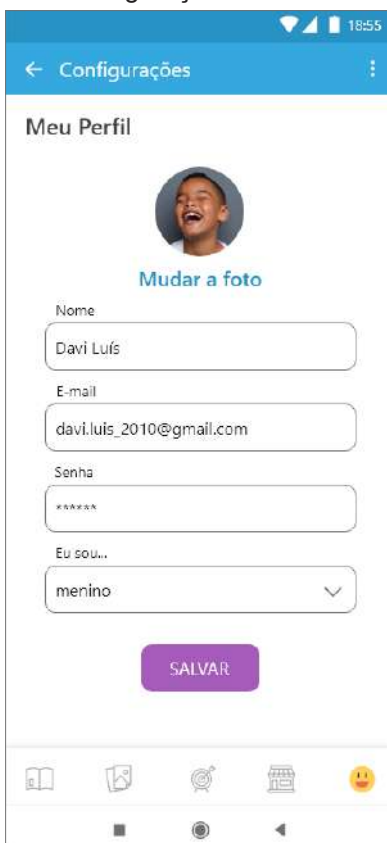 18:55
Configurações
Meu Perfil
Mudar a foto
Nome
Davi Luís
E-mail
davi.luis_2010@gmail.com
Senha
******
Eu sou...
menino
SALVAR